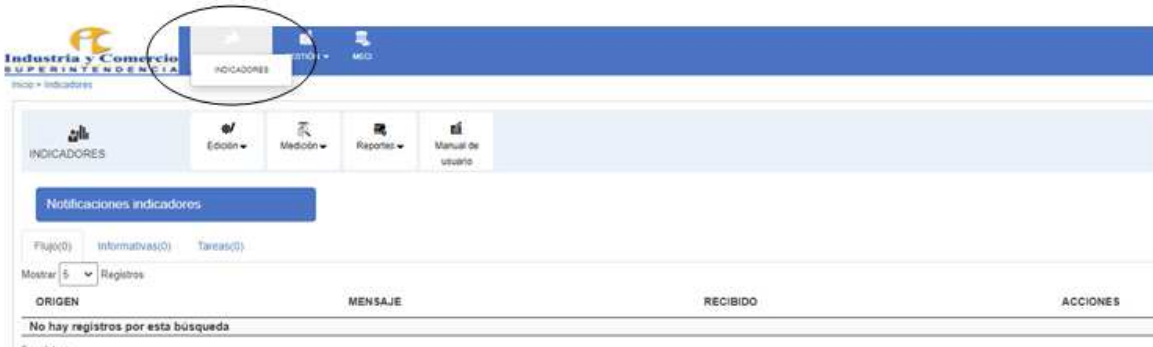 Industria y Comercio
SUPERINTENDENCIA
INDICADORES
GESTIÓN
MECI
Inicio > Indicadores
INDICADORES
Edición
Medición
Reportes
Manual de
usuario
Notificaciones indicadores
Flujo(0) Informativas(0) Tareas(0)
Mostrar 5 Registros
ORIGEN MENSAJE RECIBIDO ACCIONES
No hay registros por esta búsqueda